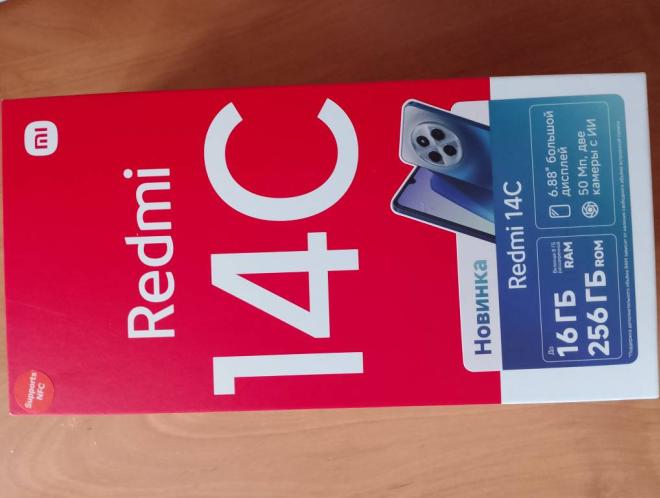 mi
Redmi
14C
Supports
NFC
Новинка
Redmi 14C
До
16 ГБ
RAM
256 ГБ ROM
6.88" большой
дисплей
50 Мп, две
камеры с ИИ